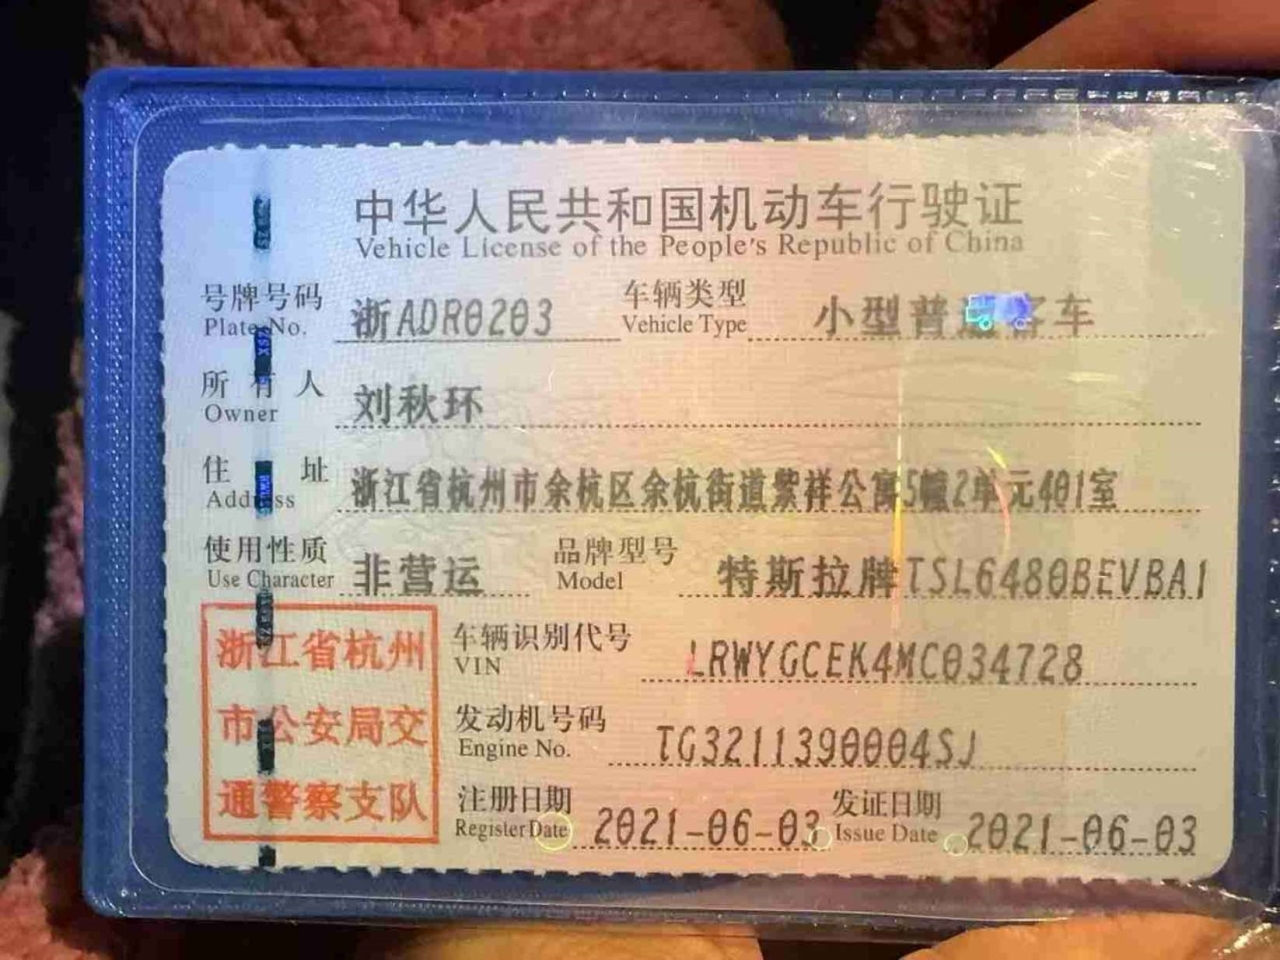 中华人民共和国机动车行驶证
Vehicle License of the People's Republic of China
号牌号码 浙ADR0203 车辆类型 小型普通客车
Plate No. Vehicle Type
所有人 刘秋环
Owner
住址 浙江省杭州市余杭区余杭街道紫祥公寓5幢2单元401室
Address
使用性质 非营运 品牌型号 特斯拉牌TSL6480BEVBA1
Use Character Model
浙江省杭州
市公安局交
通警察支队
车辆识别代号 LRWYGCEK4MC034728
VIN
发动机号码 TG3211390004SJ
Engine No.
注册日期 2021-06-03 发证日期 2021-06-03
Register Date Issue Date